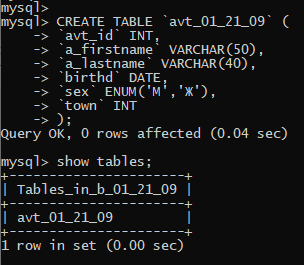 mysql>
mysql> CREATE TABLE `avt_01_21_09` (
    -> `avt_id` INT,
    -> `a_firstname` VARCHAR(50),
    -> `a_lastname` VARCHAR(40),
    -> `birthd` DATE,
    -> `sex` ENUM('М','Ж'),
    -> `town` INT
    -> );
Query OK, 0 rows affected (0.04 sec)

mysql> show tables;
+---------------------+
| Tables_in_b_01_21_09 |
+---------------------+
| avt_01_21_09         |
+---------------------+
1 row in set (0.00 sec)